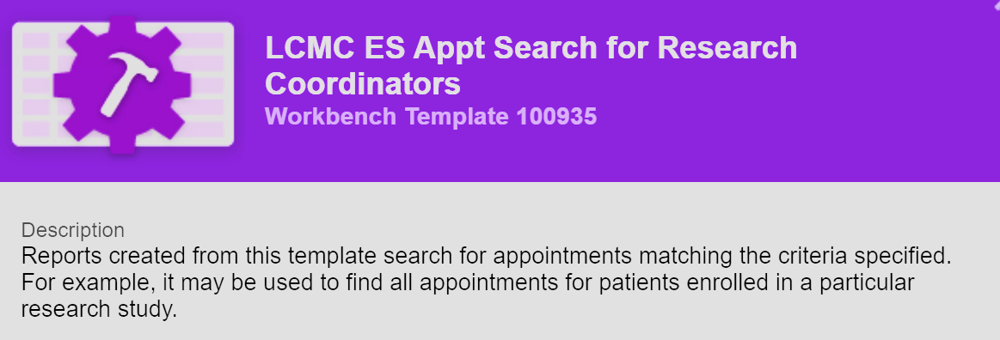 LCMC ES Appt Search for Research
Coordinators
Workbench Template 100935
Description
Reports created from this template search for appointments matching the criteria specified.
For example, it may be used to find all appointments for patients enrolled in a particular
research study.